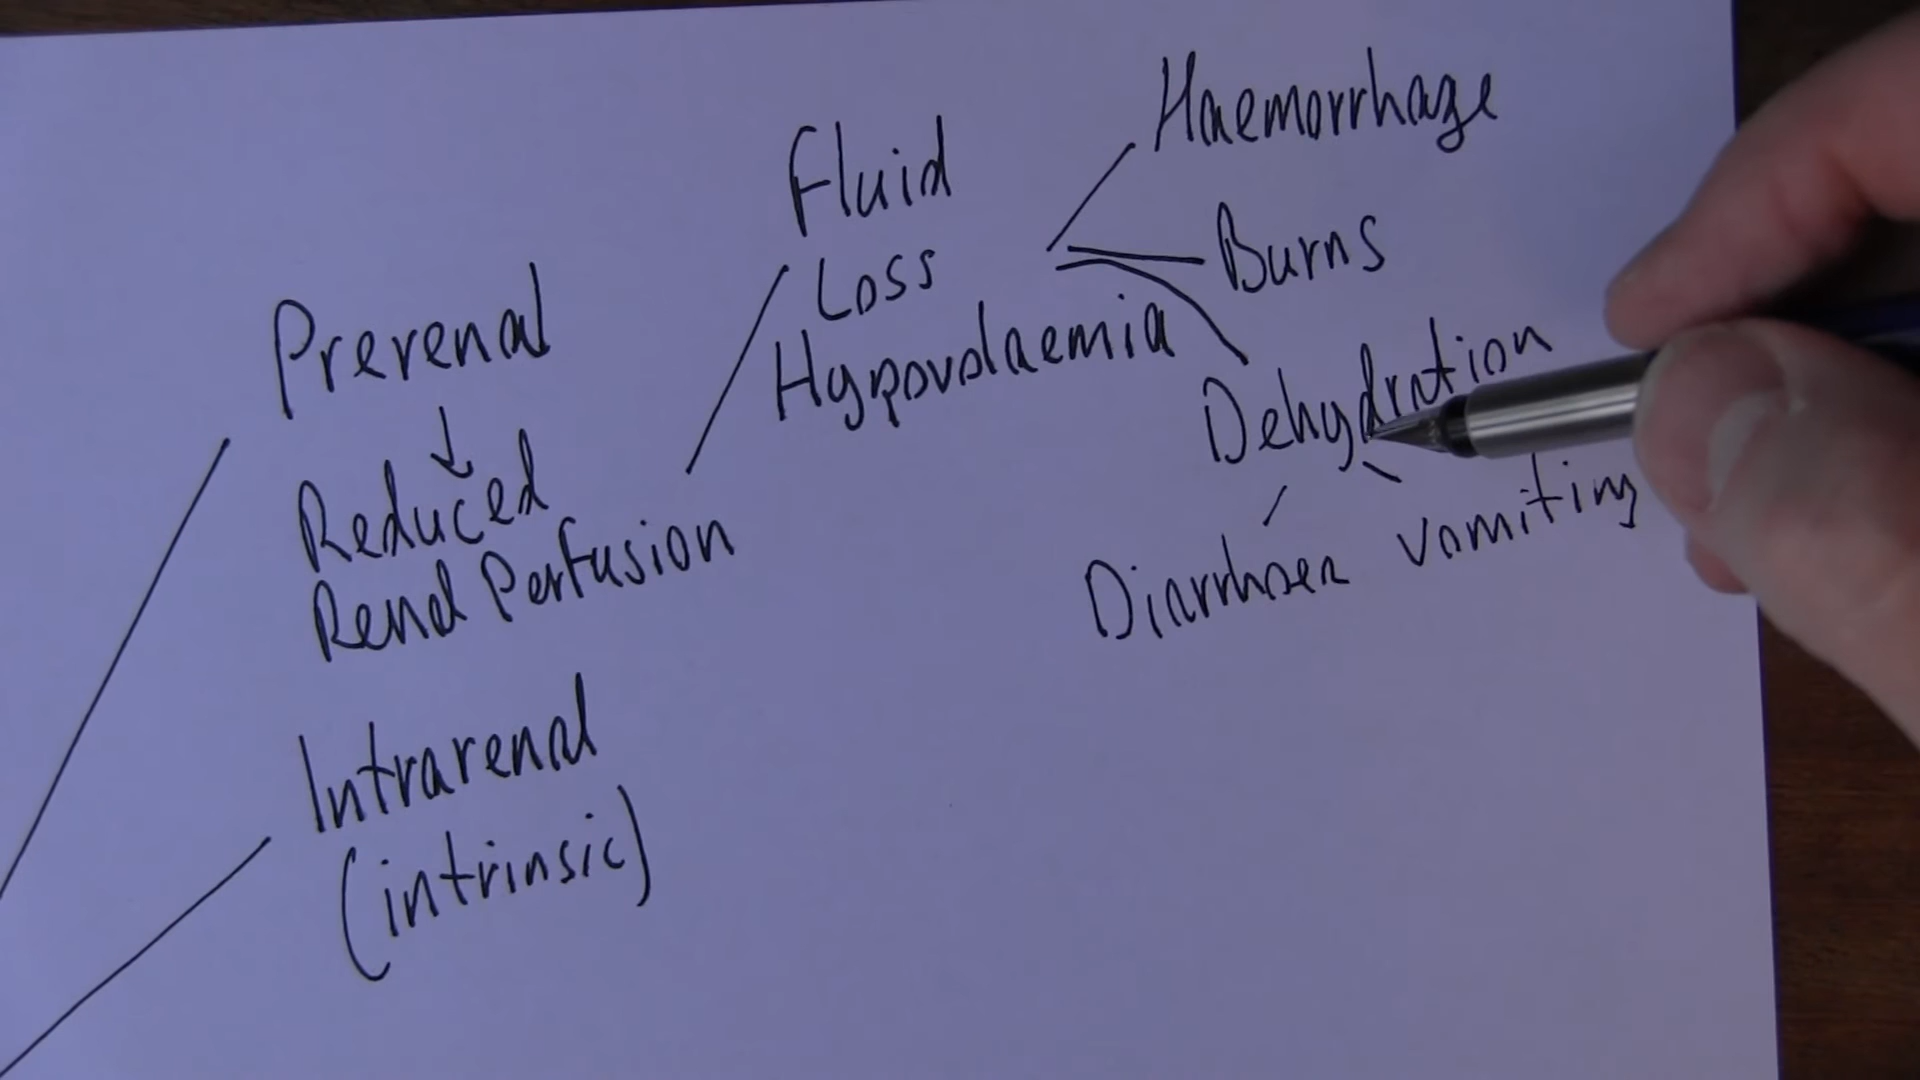 Prerenal
↓
Reduced
Renal Perfusion
Intrarenal
(intrinsic)
Fluid
Loss
Hypovolaemia
Haemorrhage
Burns
Dehydration
Diarrhoea vomiting